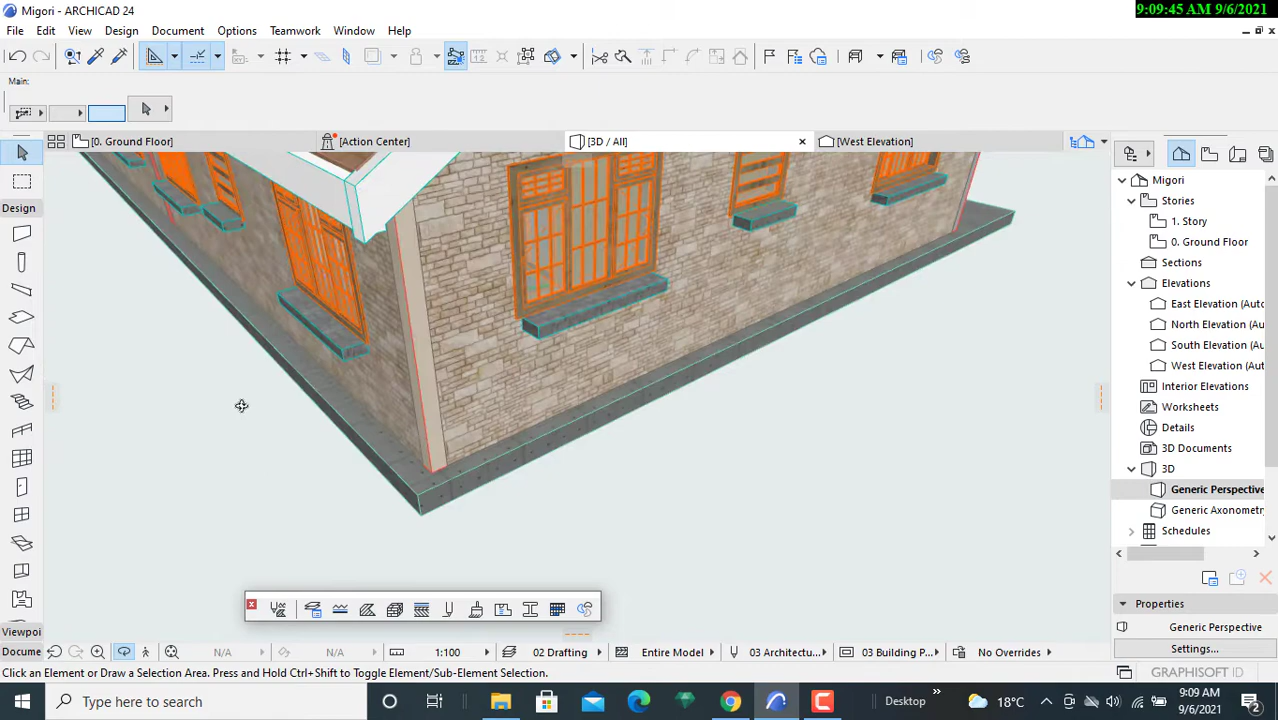 Migori - ARCHICAD 24
9:09:45 AM 9/6/2021
File Edit View Design Document Options Teamwork Window Help
Main:
[0. Ground Floor]
[Action Center]
[3D / All]
[West Elevation]
Design
Migori
Stories
1. Story
0. Ground Floor
Sections
Elevations
East Elevation (Auto
North Elevation (Aut
South Elevation (Aut
West Elevation (Aut
Interior Elevations
Worksheets
Details
3D Documents
3D
Generic Perspective
Generic Axonometry
Schedules
Properties
Generic Perspective
Settings...
Viewpoi
Docume
N/A
N/A
1:100
02 Drafting
Entire Model
03 Architectu...
03 Building P...
No Overrides
Click an Element or Draw a Selection Area. Press and Hold Ctrl+Shift to Toggle Element/Sub-Element Selection.
GRAPHISOFT ID
Type here to search
Desktop
18°C
9:09 AM
9/6/2021
2